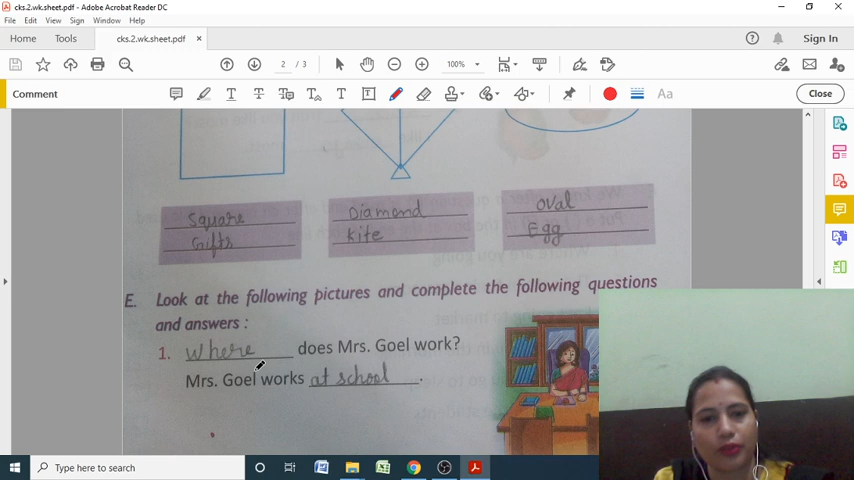 cks.2.wk.sheet.pdf - Adobe Acrobat Reader DC
File Edit View Sign Window Help
Home Tools cks.2.wk.sheet.pdf Sign In
2 / 3 100%
Comment Aa Close
Square
Gifts
Diamond
Kite
Oval
Egg
E. Look at the following pictures and complete the following questions
and answers :
1. Where does Mrs. Goel work?
Mrs. Goel works at school.
Type here to search